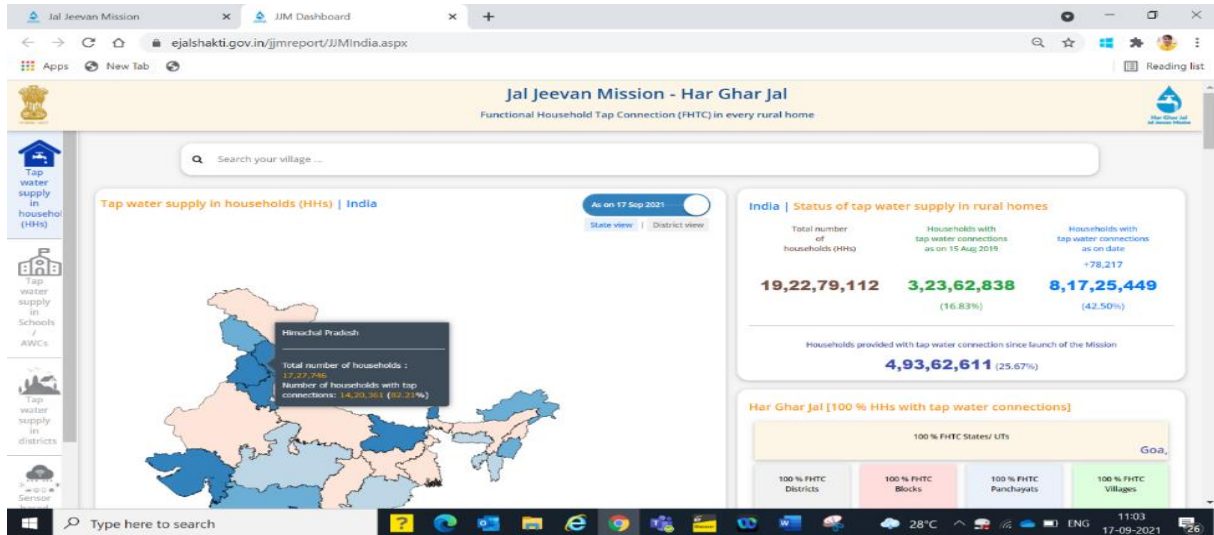 Jal Jeevan Mission
JJM Dashboard
ejalshakti.gov.in/jjmreport/JJMIndia.aspx
Apps
New Tab
Reading list
Jal Jeevan Mission - Har Ghar Jal
Functional Household Tap Connection (FHTC) in every rural home
Har Ghar Jal
Jal Jeevan Mission
Search your village ...
Tap
water
supply
in
househol
(HHs)
Tap
water
supply
in
Schools
/
AWCs
Tap
water
supply
in
districts
Sensor
based
Tap water supply in households (HHs) | India
As on 17 Sep 2021
State view | District view
Himachal Pradesh
Total number of households :
17,27,746
Number of households with tap
connections: 14,20,361 (82.21%)
India | Status of tap water supply in rural homes
Total number
of
households (HHs)
19,22,79,112
Households with
tap water connections
as on 15 Aug 2019
3,23,62,838
(16.83%)
Households with
tap water connections
as on date
+78,217
8,17,25,449
(42.50%)
Households provided with tap water connection since launch of the Mission
4,93,62,611 (25.67%)
Har Ghar Jal [100 % HHs with tap water connections]
100 % FHTC States/ UTs
Goa,
100 % FHTC
Districts
100 % FHTC
Blocks
100 % FHTC
Panchayats
100 % FHTC
Villages
Type here to search
28°C
ENG
11:03
17-09-2021
26